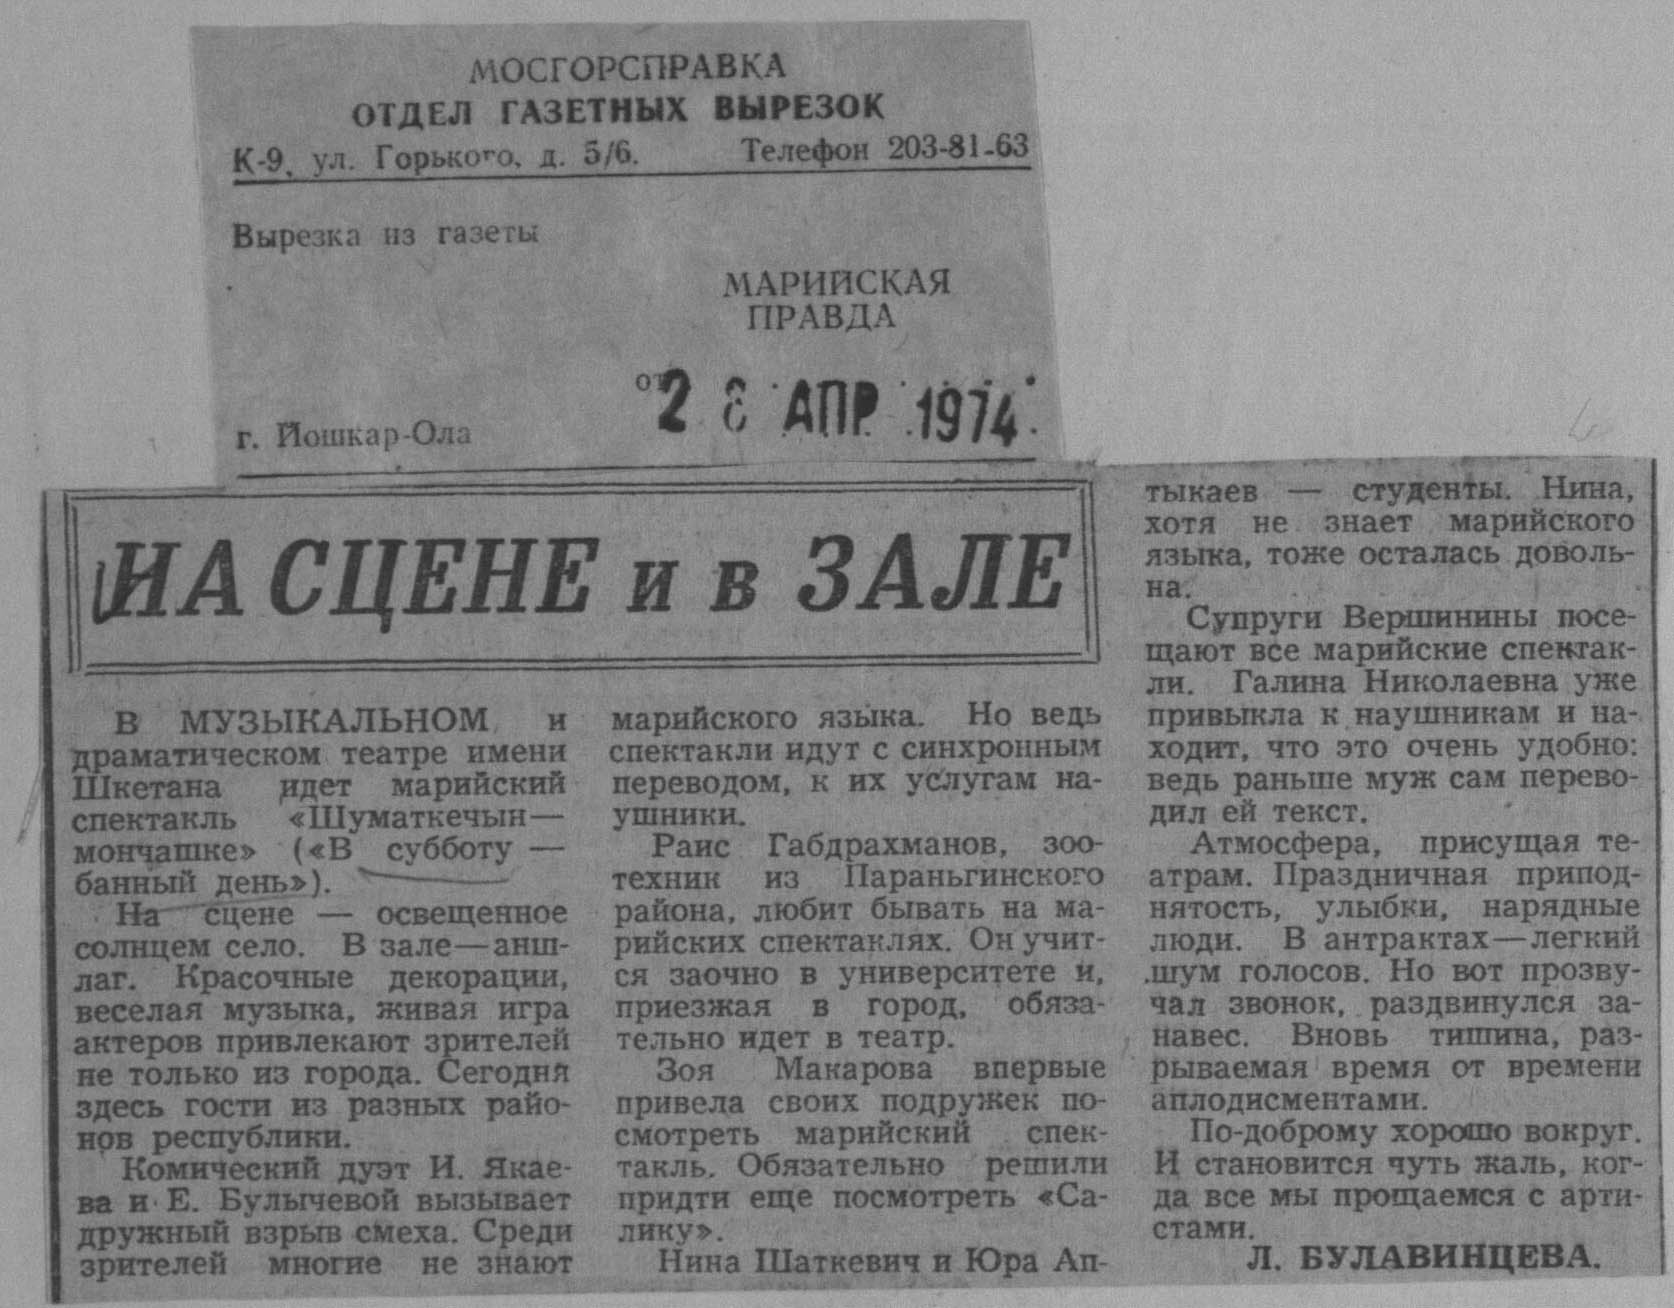 МОСГОРСПРАВКА
ОТДЕЛ ГАЗЕТНЫХ ВЫРЕЗОК
К-9, ул. Горького, д. 5/6. Телефон 203-81-63
Вырезка из газеты
МАРИЙСКАЯ
ПРАВДА
от 2 АПР 1974
г. Йошкар-Ола
НА СЦЕНЕ и в ЗАЛЕ
В МУЗЫКАЛЬНОМ и
драматическом театре имени
Шкетана идет марийский
спектакль «Шуматкечын—
мончашке» («В субботу —
банный день»).
На сцене — освещенное
солнцем село. В зале—анш-
лаг. Красочные декорации,
веселая музыка, живая игра
актеров привлекают зрителей
не только из города. Сегодня
здесь гости из разных райо-
нов республики.
Комический дуэт И. Якае-
ва и Е. Булычевой вызывает
дружный взрыв смеха. Среди
зрителей многие не знают
марийского языка. Но ведь
спектакли идут с синхронным
переводом, к их услугам на-
ушники.
Раис Габдрахманов, зоо-
техник из Параньгинского
района, любит бывать на ма-
рийских спектаклях. Он учит-
ся заочно в университете и,
приезжая в город, обяза-
тельно идет в театр.
Зоя Макарова впервые
привела своих подружек по-
смотреть марийский спек-
такль. Обязательно решили
придти еще посмотреть «Са-
лику».
Нина Шаткевич и Юра Ап-
тыкаев — студенты. Нина,
хотя не знает марийского
языка, тоже осталась доволь-
на.
Супруги Вершинины посе-
щают все марийские спектак-
ли. Галина Николаевна уже
привыкла к наушникам и на-
ходит, что это очень удобно:
ведь раньше муж сам перево-
дил ей текст.
Атмосфера, присущая те-
атрам. Праздничная припод-
нятость, улыбки, нарядные
люди. В антрактах—легкий
шум голосов. Но вот прозву-
чал звонок, раздвинулся за-
навес. Вновь тишина, раз-
рываемая время от времени
аплодисментами.
По-доброму хорошо вокруг.
И становится чуть жаль, ког-
да все мы прощаемся с арти-
стами.
Л. БУЛАВИНЦЕВА.